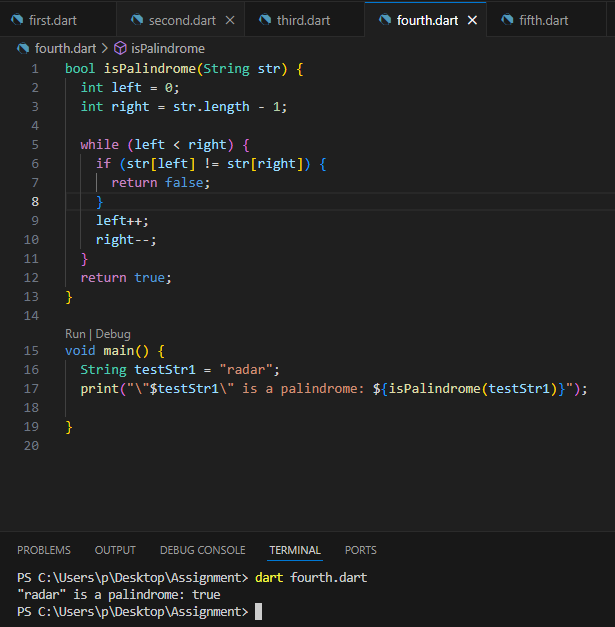 first.dart second.dart third.dart fourth.dart fifth.dart
fourth.dart > isPalindrome
1 bool isPalindrome(String str) {
2   int left = 0;
3   int right = str.length - 1;
4
5   while (left < right) {
6     if (str[left] != str[right]) {
7       return false;
8     }
9     left++;
10     right--;
11   }
12   return true;
13 }
14
Run | Debug
15 void main() {
16   String testStr1 = "radar";
17   print("\"$testStr1\" is a palindrome: ${isPalindrome(testStr1)}");
18
19 }
20
PROBLEMS OUTPUT DEBUG CONSOLE TERMINAL PORTS
PS C:\Users\p\Desktop\Assignment> dart fourth.dart
"radar" is a palindrome: true
PS C:\Users\p\Desktop\Assignment>